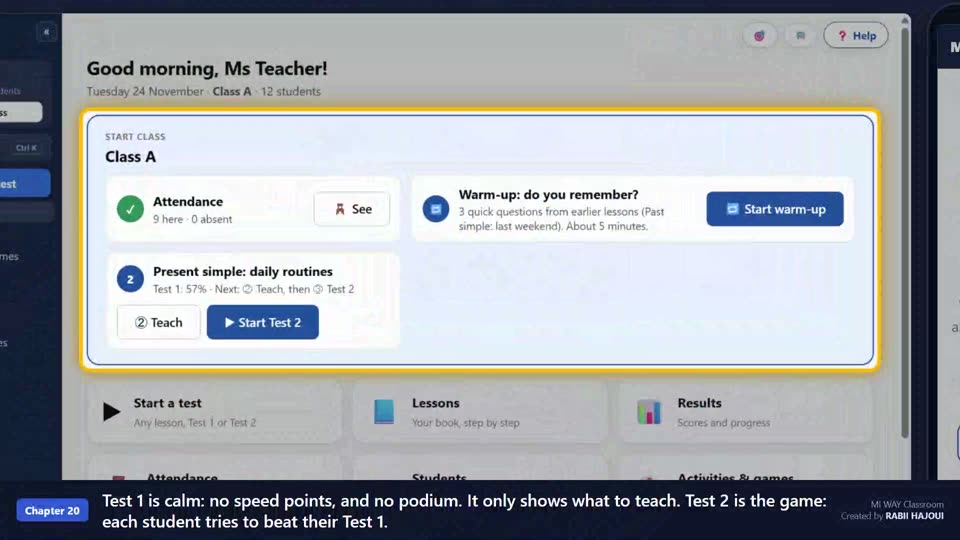 «
Help
M
Good morning, Ms Teacher!
Tuesday 24 November · Class A · 12 students
Ctrl K
START CLASS
Class A
✓
Attendance
9 here · 0 absent
See
Warm-up: do you remember?
3 quick questions from earlier lessons (Past
simple: last weekend). About 5 minutes.
Start warm-up
2
Present simple: daily routines
Test 1: 57% · Next: ② Teach, then ③ Test 2
② Teach
▶ Start Test 2
Start a test
Any lesson, Test 1 or Test 2
Lessons
Your book, step by step
Results
Scores and progress
Attendance
Students
Activities & games
Chapter 20
Test 1 is calm: no speed points, and no podium. It only shows what to teach. Test 2 is the game:
each student tries to beat their Test 1.
MI WAY Classroom
Created by RABII HAJOUI